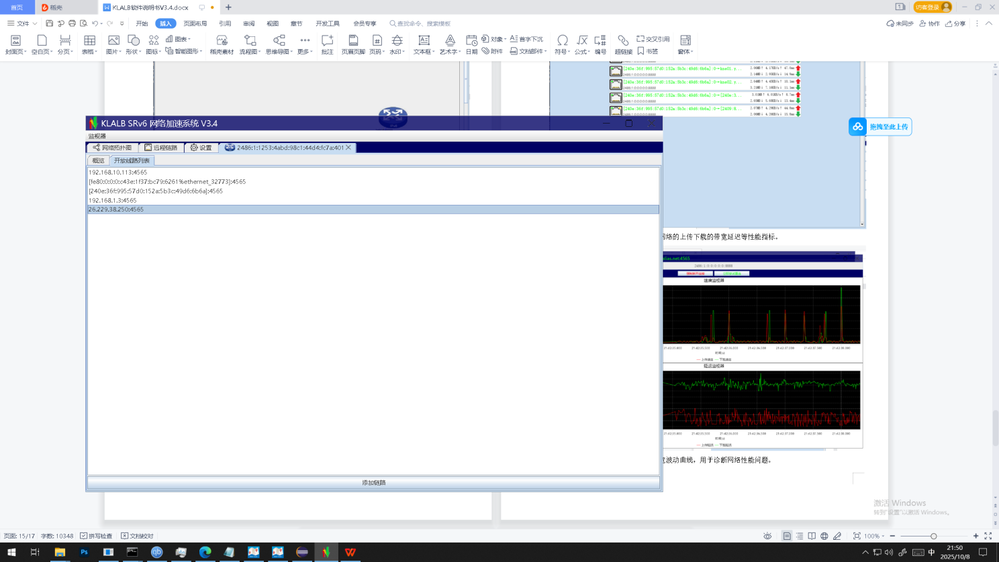 首页
稻壳
KLALB软件说明书V3.4.docx
访客登录
文件
开始
插入
页面布局
引用
审阅
视图
章节
开发工具
会员专享
查找命令、搜索模板
未同步
协作
分享
封面页
空白页
分页
表格
图片
形状
图标
图表
智能图形
稻壳素材
流程图
思维导图
更多
批注
页眉页脚
页码
水印
文本框
艺术字
日期
对象
附件
首字下沉
文档部件
符号
公式
编号
超链接
交叉引用
书签
窗体
拖拽至此上传
KLALB SRv6 网络加速系统 V3.4
监视器
网络拓扑图
远程链路
设置
2486:1:1253:4abd:98c1:44d4:fc7a:401
概览
开放线路列表
192.168.10.113:4565
[fe80:0:0:0:c43e:1f37:bc79:6261%ethernet_32773]:4565
[240e:36f:995:57d0:152a:5b3c:49d6:6b6a]:4565
192.168.1.3:4565
26.229.38.250:4565
添加链路
网络的上传下载的带宽延迟等性能指标。
速度监视器
延迟监视器
波动曲线，用于诊断网络性能问题。
激活 Windows
转到"设置"以激活 Windows。
页面: 15/17
字数: 10348
拼写检查
文档校对
100%
Ps
中
21:50
2025/10/8